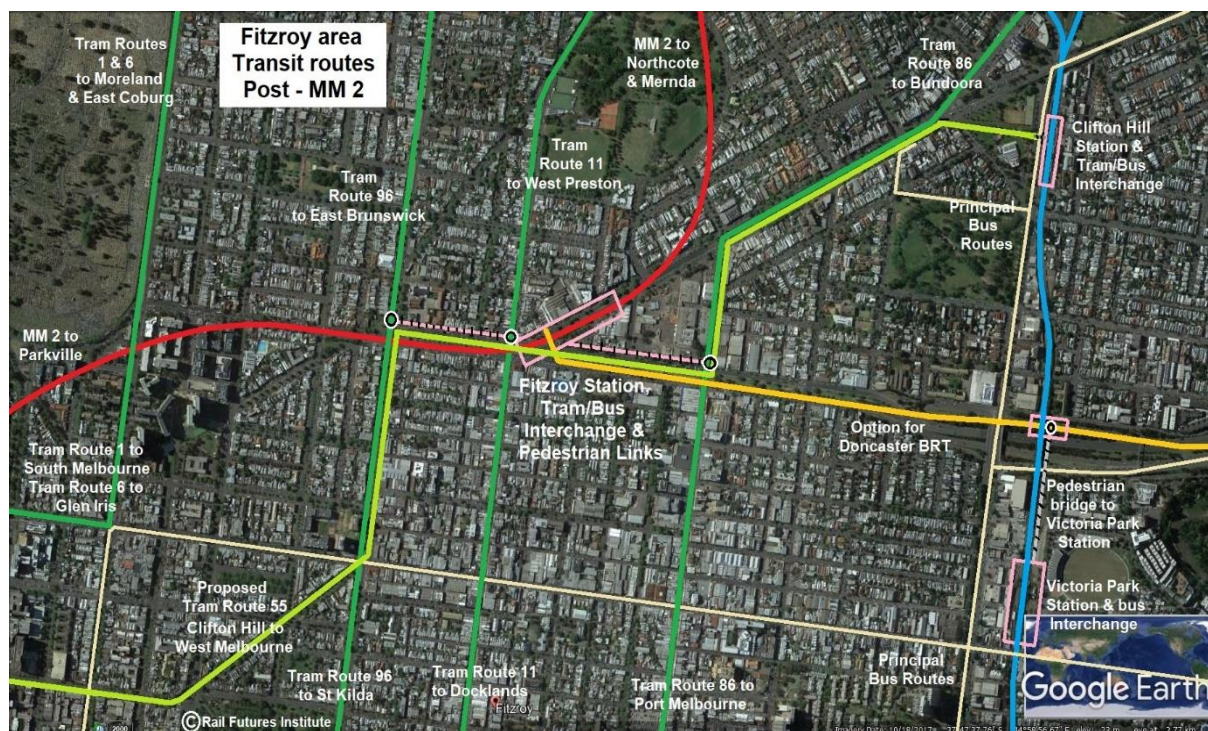 Tram Routes
1 & 6
to Moreland
& East Coburg
Fitzroy area
Transit routes
Post - MM 2
MM 2 to
Northcote
& Mernda
Tram
Route 86
to Bundoora
Clifton Hill
Station &
Tram/Bus
Interchange
Tram
Route 11
to West Preston
Tram
Route 96
to East Brunswick
Principal
Bus
Routes
MM 2 to
Parkville
Fitzroy Station,
Tram/Bus
Interchange &
Pedestrian Links
Option for
Doncaster BRT
Tram Route 1 to
South Melbourne
Tram Route 6 to
Glen Iris
Pedestrian
bridge to
Victoria Park
Station
Proposed
Tram Route 55
Clifton Hill to
West Melbourne
Victoria Park
Station & bus
Interchange
Tram Route 96
to St Kilda
Tram Route 11
to Docklands
Tram Route 86 to
Port Melbourne
Principal
Bus Routes
Fitzroy
©Rail Futures Institute
Google Earth
2000
Imagery Date: 10/18/2017